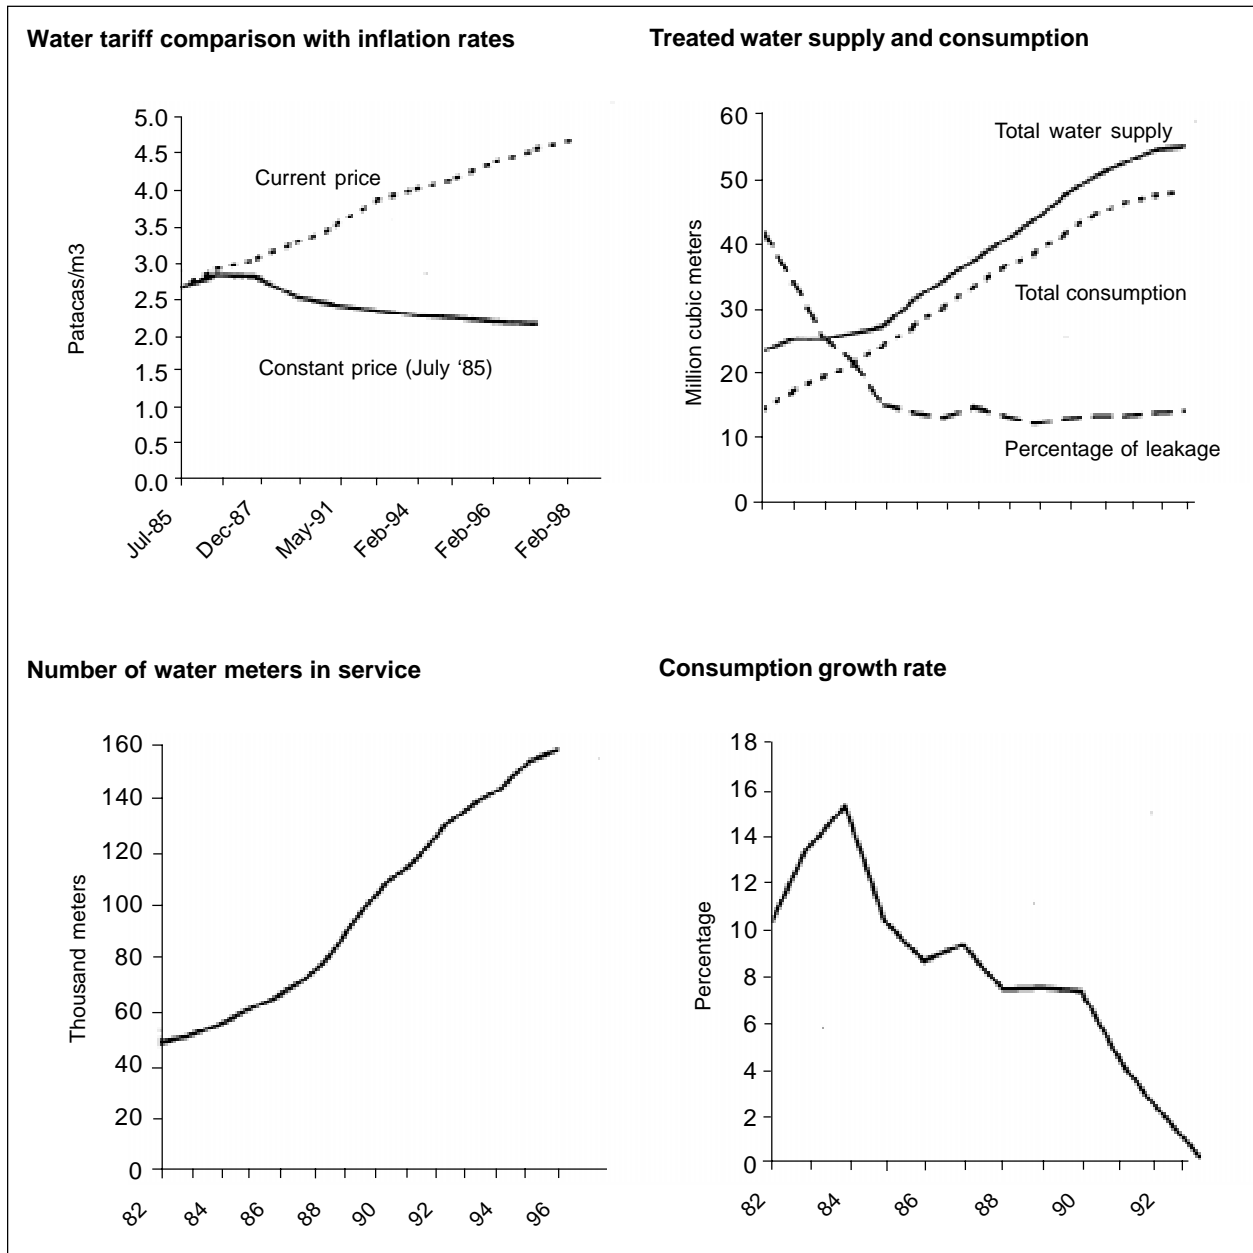 Water tariff comparison with inflation rates
Patacas/m3
5.0
4.5
4.0
3.5
3.0
2.5
2.0
1.5
1.0
0.5
0.0
Current price
Constant price (July ‘85)
Jul-85
Dec-87
May-91
Feb-94
Feb-96
Feb-98
Treated water supply and consumption
Million cubic meters
60
50
40
30
20
10
0
Total water supply
Total consumption
Percentage of leakage
Number of water meters in service
Thousand meters
160
140
120
100
80
60
40
20
0
82
84
86
88
90
92
94
96
Consumption growth rate
Percentage
18
16
14
12
10
8
6
4
2
0
82
84
86
88
90
92